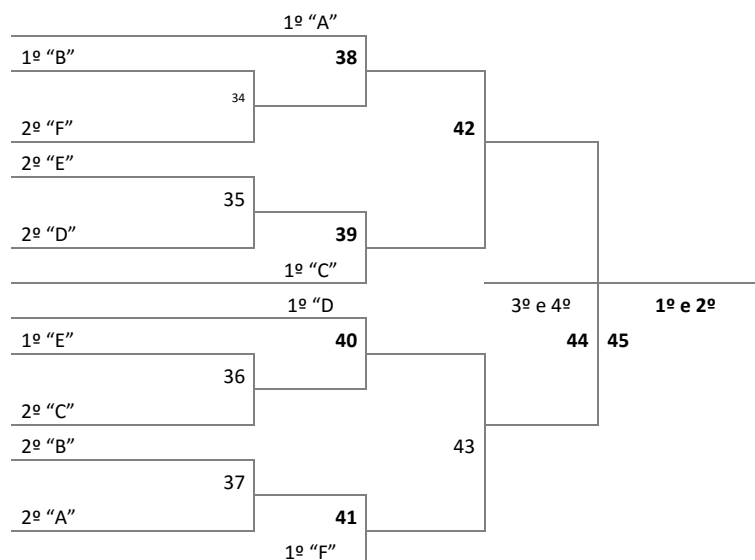 1º “A”
1º “B”
38
34
2º “F”
42
2º “E”
35
2º “D”
39
1º “C”
1º “D
3º e 4º
1º e 2º
1º “E”
40
44
45
36
2º “C”
2º “B”
43
37
2º “A”
41
1º “F”